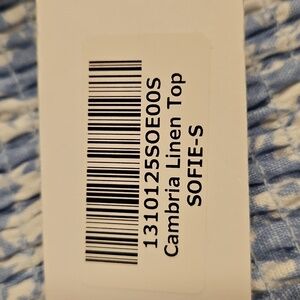 1310125SOE00S
Cambria Linen Top
SOFIE-S